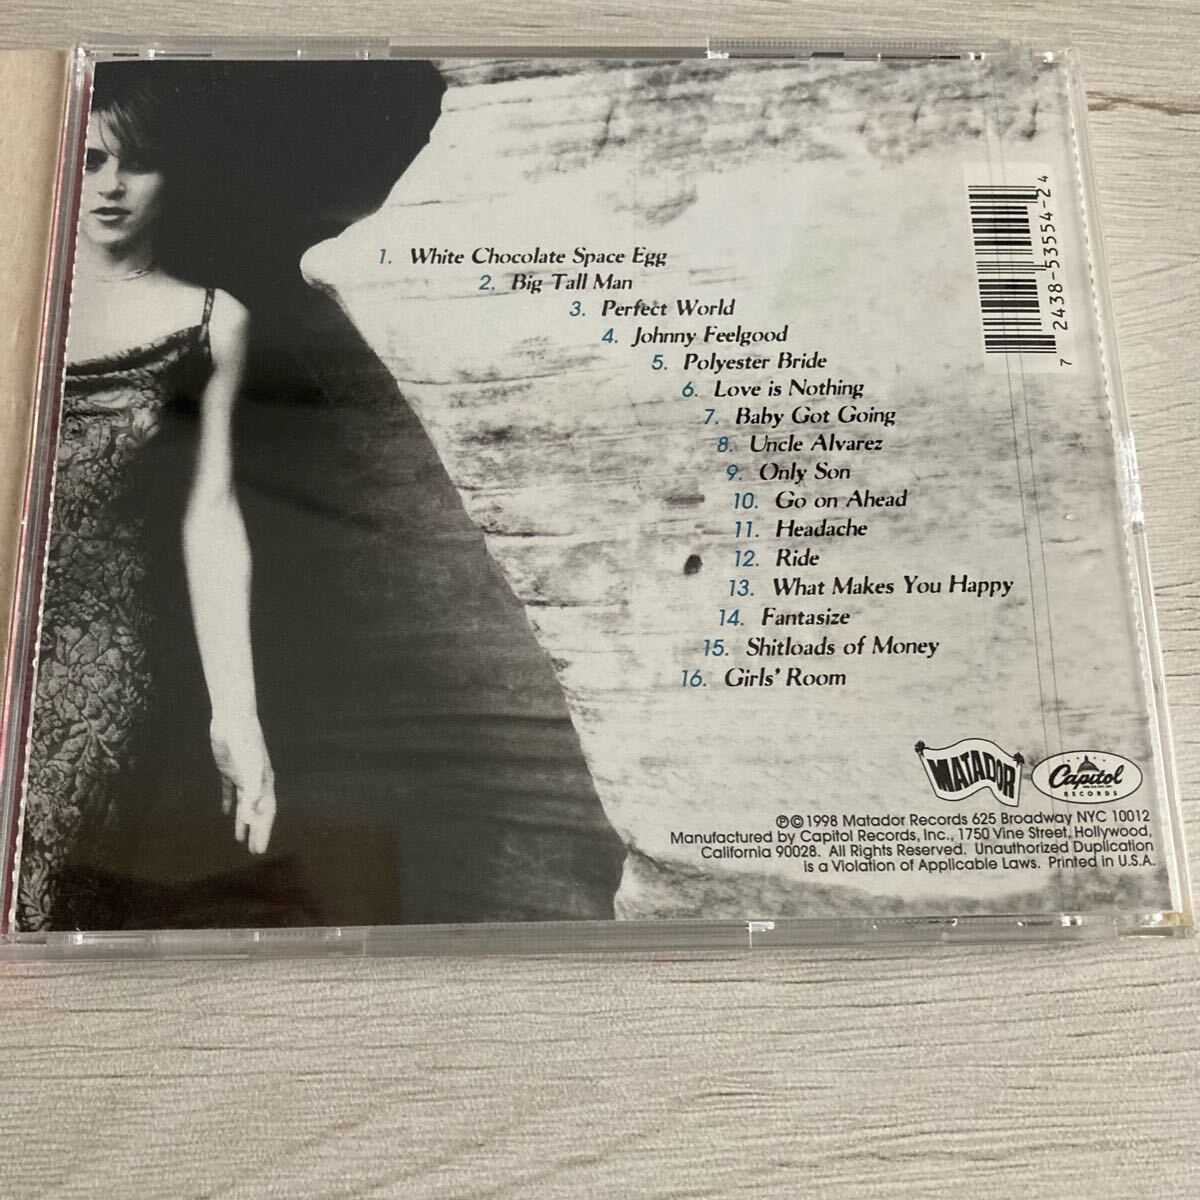 1. White Chocolate Space Egg
2. Big Tall Man
3. Perfect World
4. Johnny Feelgood
5. Polyester Bride
6. Love is Nothing
7. Baby Got Going
8. Uncle Alvarez
9. Only Son
10. Go on Ahead
11. Headache
12. Ride
13. What Makes You Happy
14. Fantasize
15. Shitloads of Money
16. Girls' Room
7 2438-53554-2 4
MATADOR
Capitol
RECORDS
℗©1998 Matador Records 625 Broadway NYC 10012
Manufactured by Capitol Records, Inc., 1750 Vine Street, Hollywood,
California 90028. All Rights Reserved. Unauthorized Duplication
is a Violation of Applicable Laws. Printed in U.S.A.